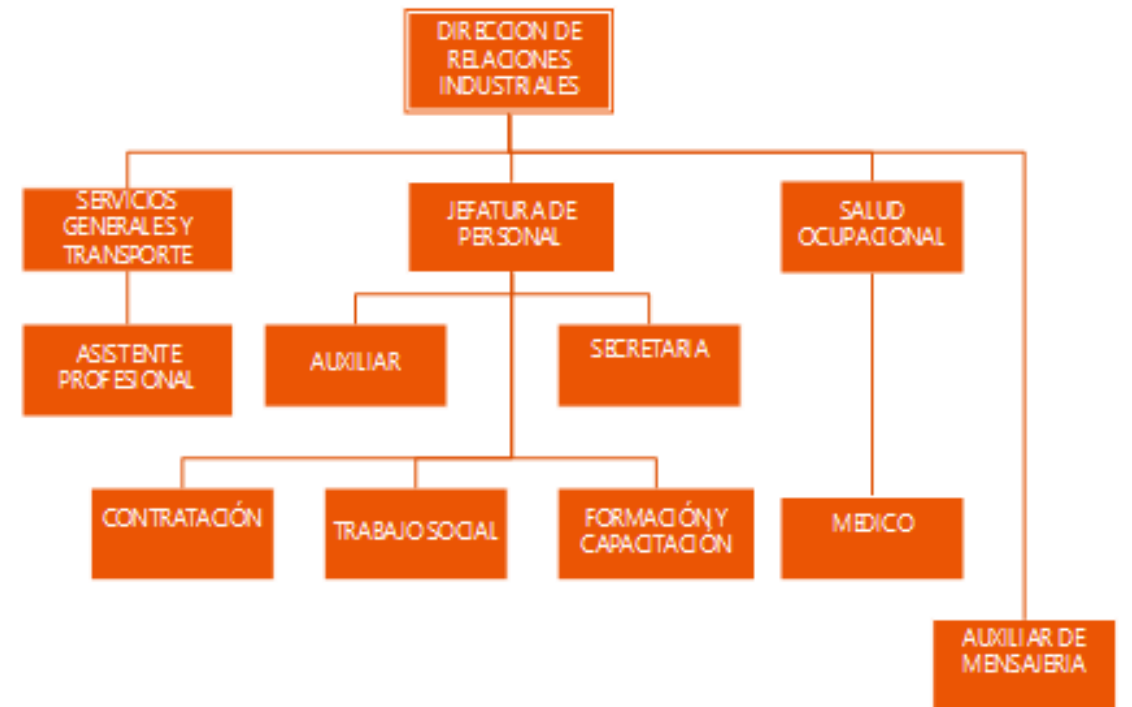 DIRECCION DE
RELACIONES
INDUSTRIALES
SERVICIOS
GENERALES Y
TRANSPORTE
JEFATURA DE
PERSONAL
SALUD
OCUPACIONAL
ASISTENTE
PROFESIONAL
AUXILIAR
SECRETARIA
CONTRATACIÓN
TRABAJO SOCIAL
FORMACIÓN Y
CAPACITACIÓN
MEDICO
AUXILIAR DE
MENSAJERIA